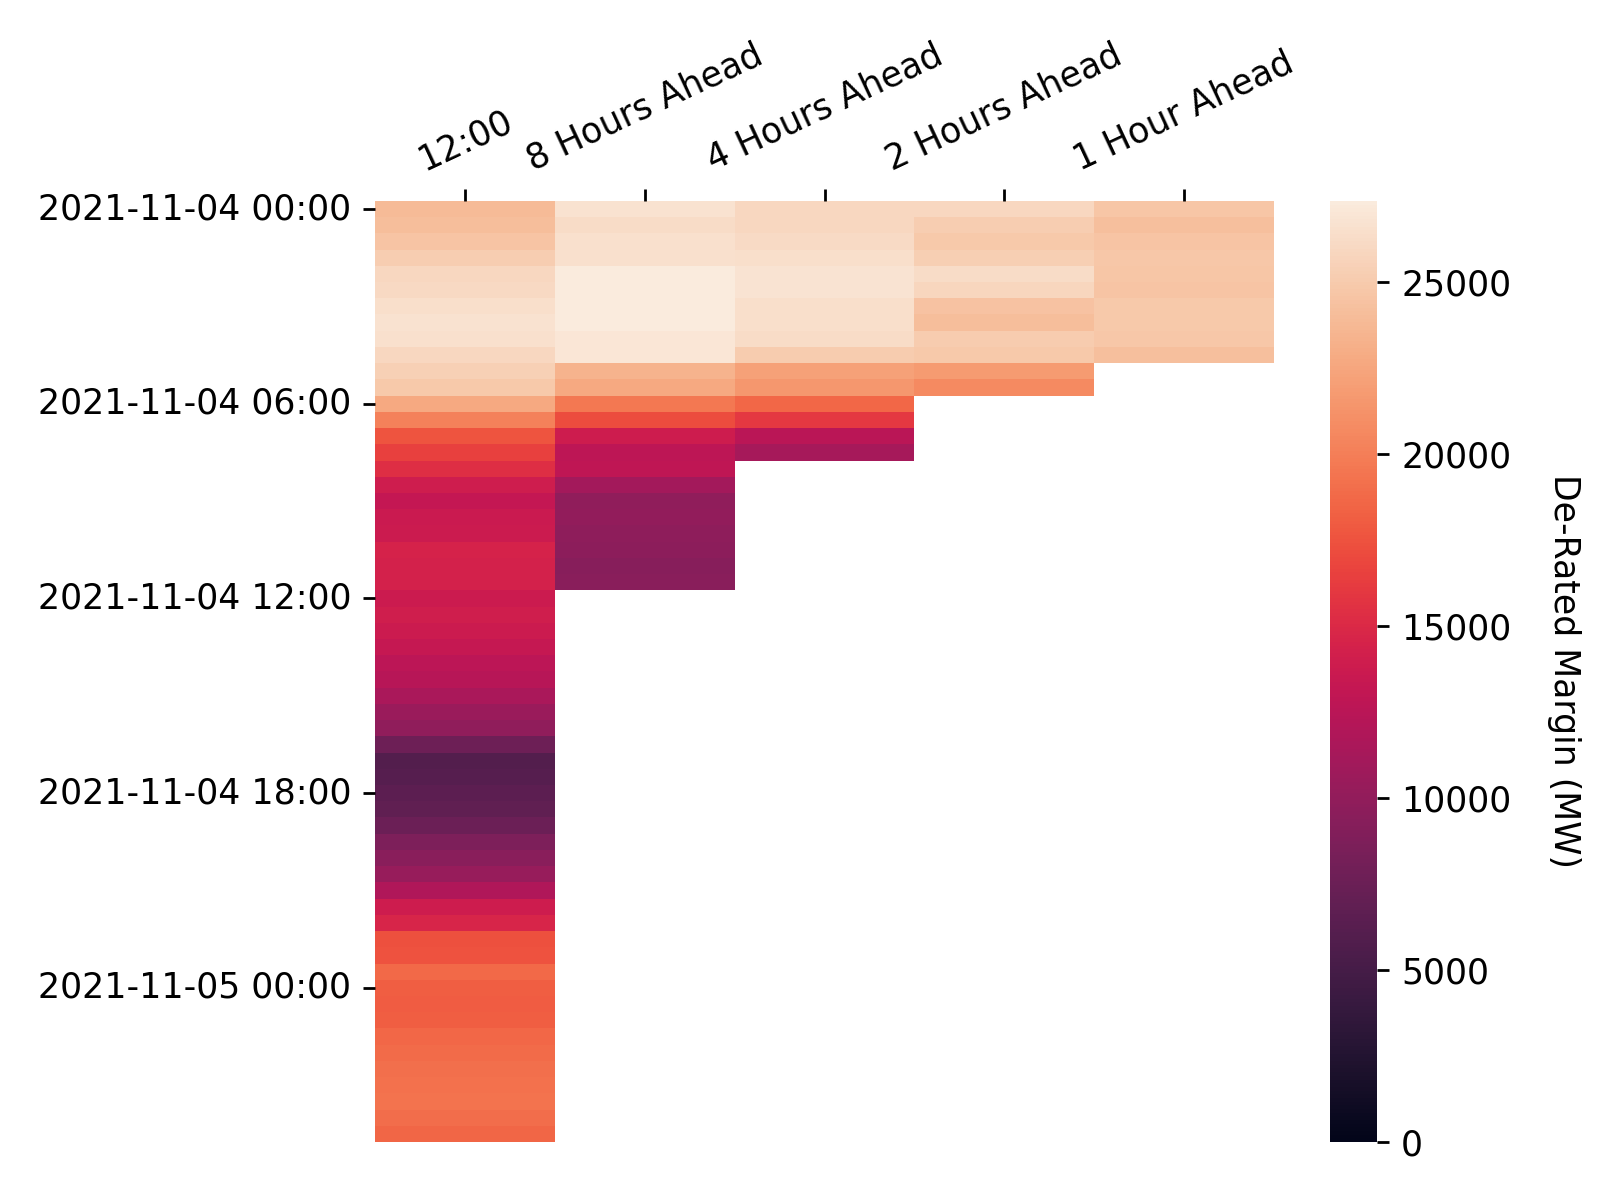 12:00
8 Hours Ahead
4 Hours Ahead
2 Hours Ahead
1 Hour Ahead
2021-11-04 00:00
2021-11-04 06:00
2021-11-04 12:00
2021-11-04 18:00
2021-11-05 00:00
25000
20000
15000
10000
5000
0
De-Rated Margin (MW)